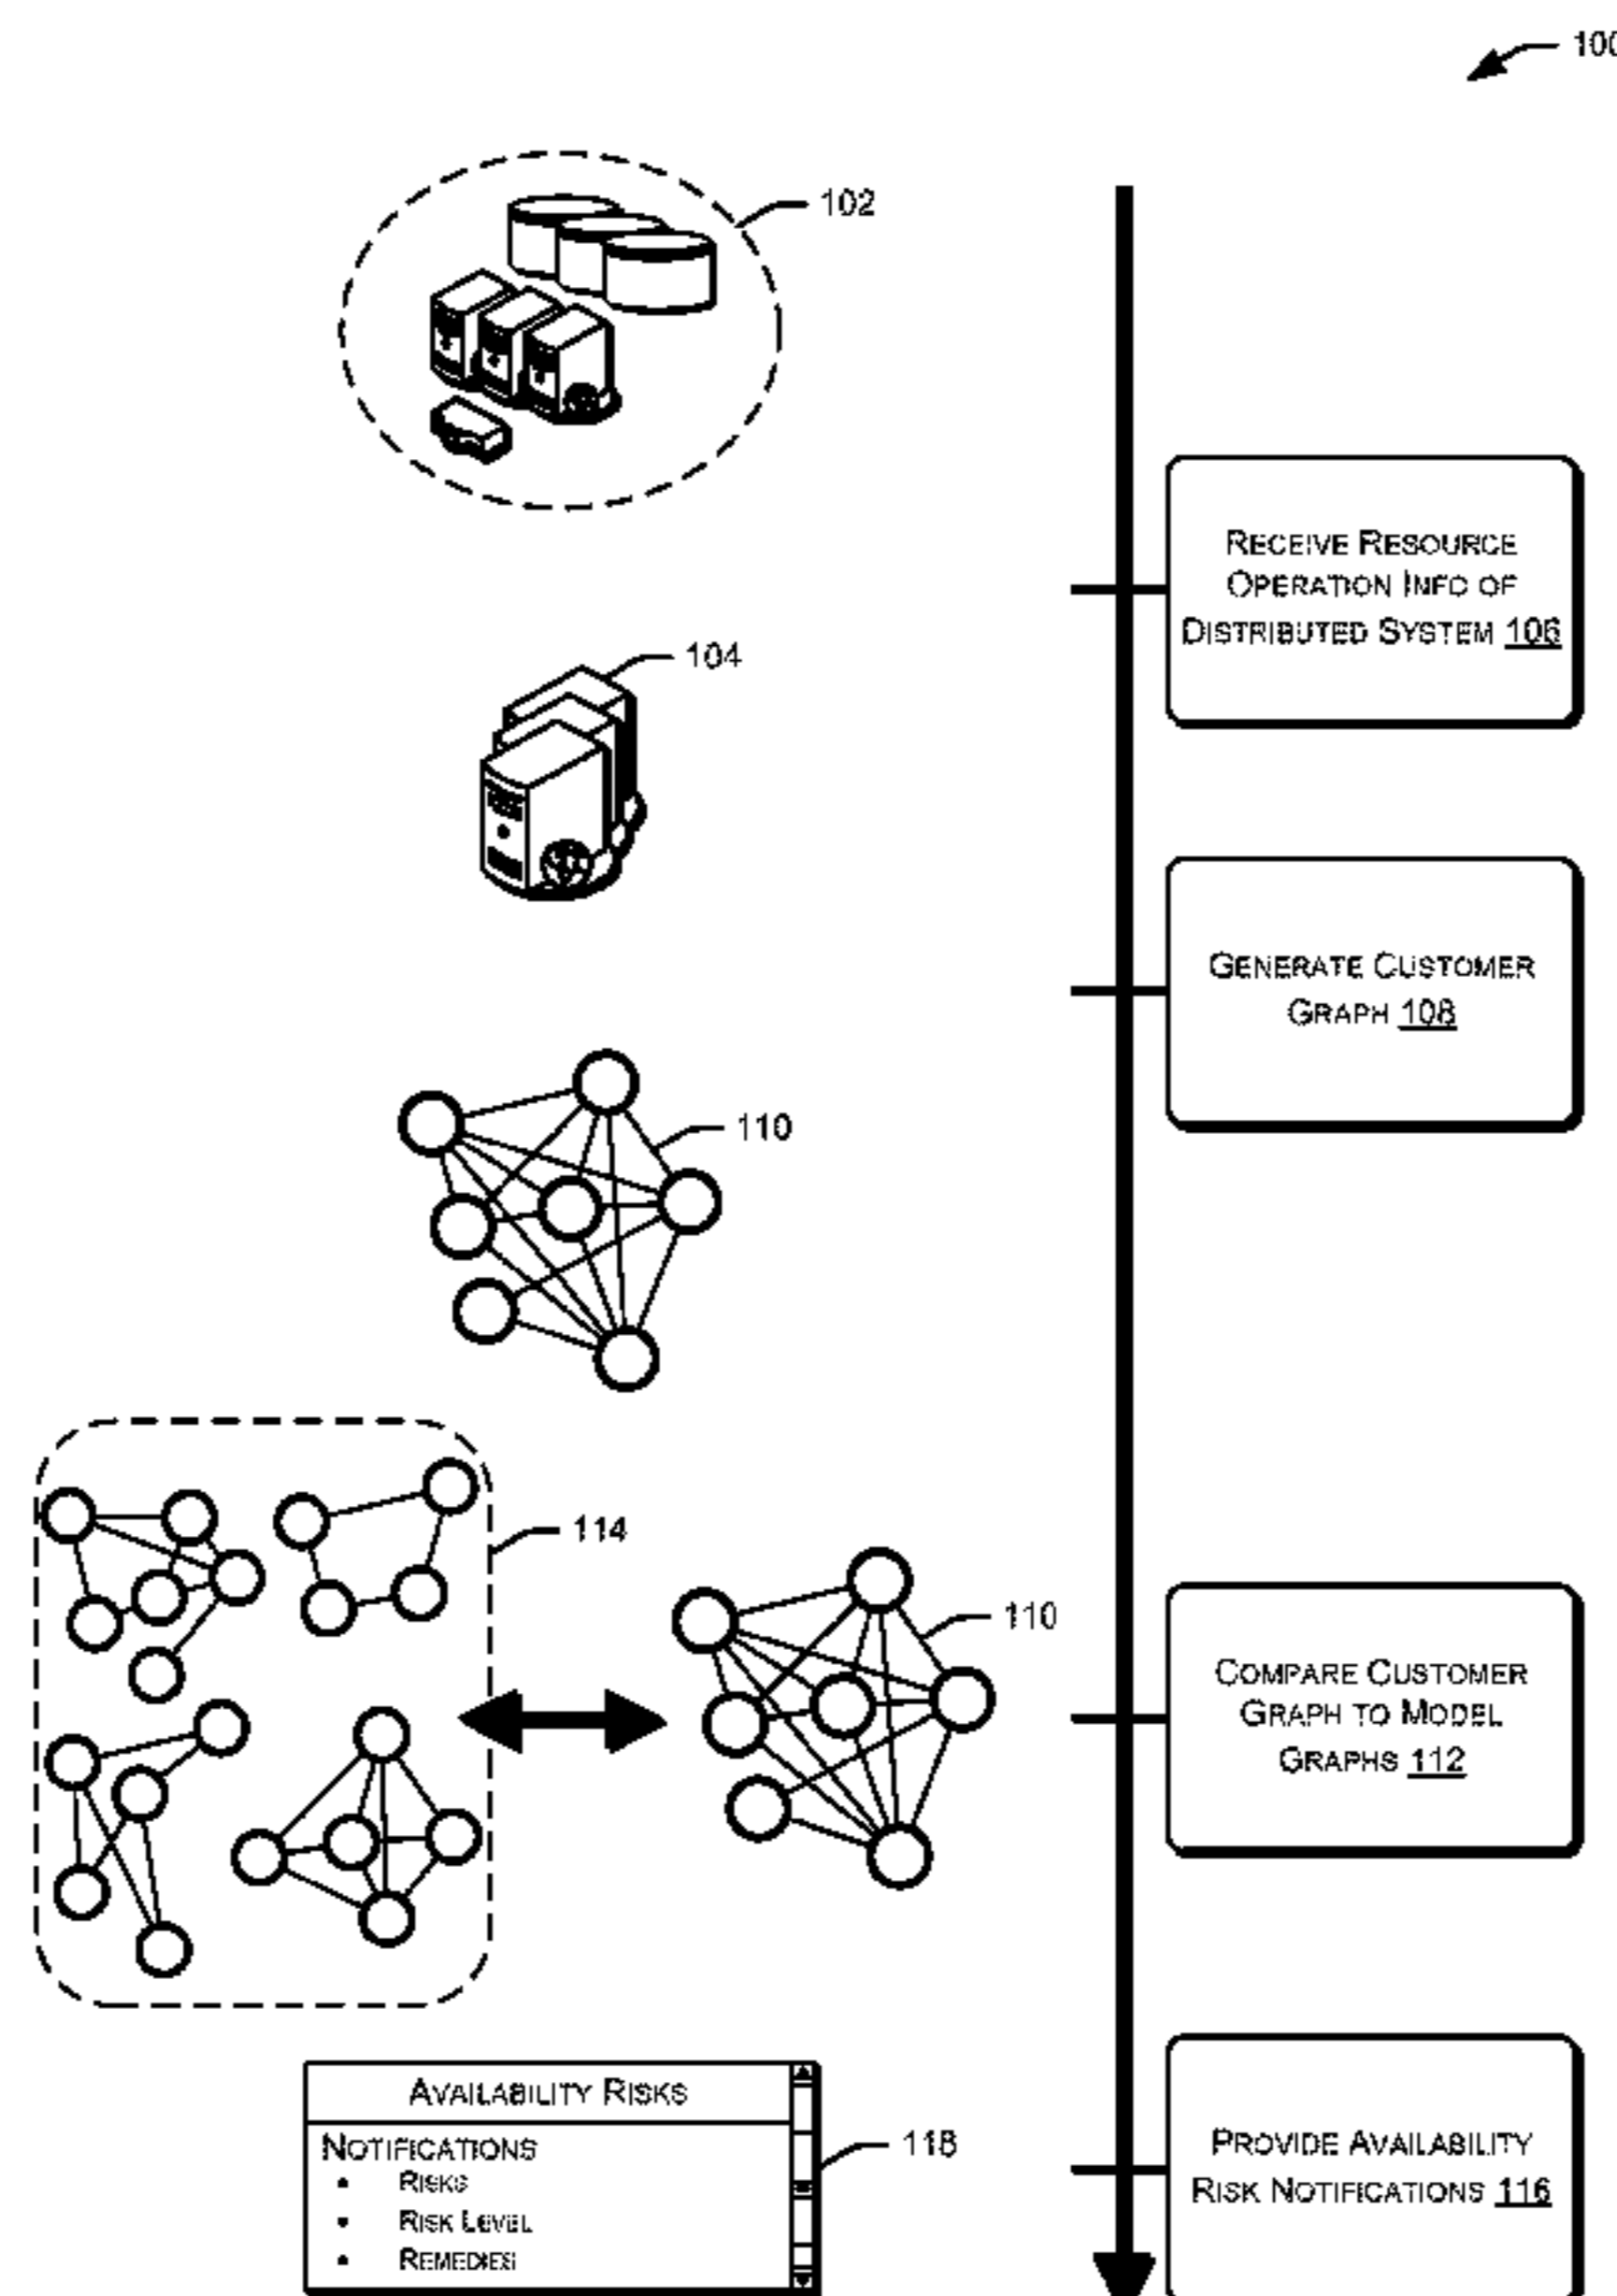 100
102
RECEIVE RESOURCE
OPERATION INFO OF
DISTRIBUTED SYSTEM 106
104
GENERATE CUSTOMER
GRAPH 108
110
114
110
COMPARE CUSTOMER
GRAPH TO MODEL
GRAPHS 112
AVAILABILITY RISKS
NOTIFICATIONS
• RISKS
• RISK LEVEL
• REMEDIES
118
PROVIDE AVAILABILITY
RISK NOTIFICATIONS 116